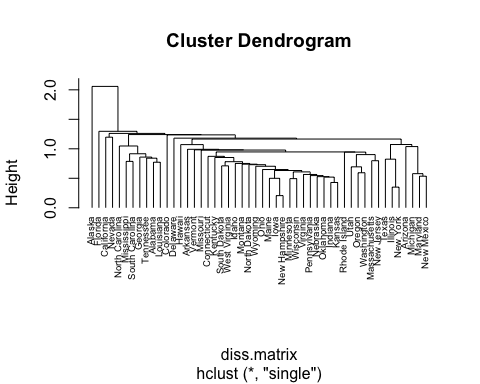 Cluster Dendrogram
Height
2.0
1.0
0.0
Alaska
Florida
California
Nevada
North Carolina
Mississippi
South Carolina
Georgia
Tennessee
Alabama
Louisiana
Colorado
Delaware
Hawaii
Arkansas
Vermont
Missouri
Connecticut
Kentucky
South Dakota
West Virginia
Idaho
Montana
North Dakota
Wyoming
Ohio
Maine
Iowa
New Hampshire
Minnesota
Wisconsin
Virginia
Pennsylvania
Nebraska
Oklahoma
Indiana
Kansas
Rhode Island
Utah
Oregon
Washington
Massachusetts
New Jersey
Texas
Illinois
New York
Arizona
Michigan
Maryland
New Mexico
diss.matrix
hclust (*, "single")